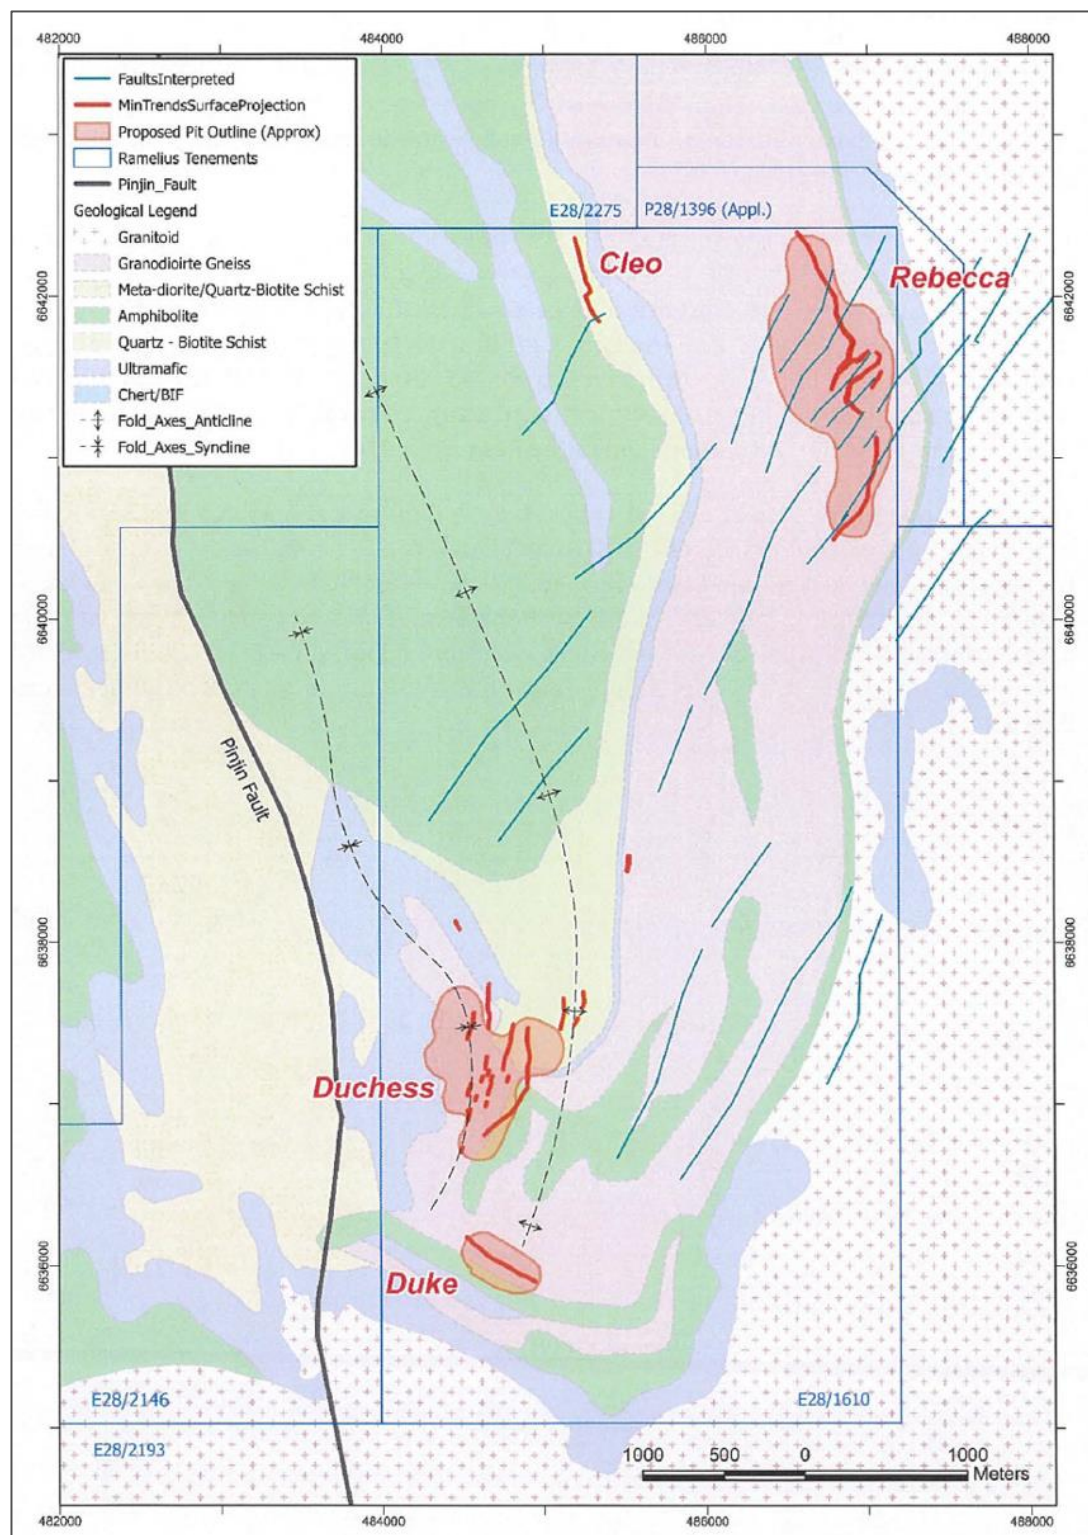 482000 484000 486000 488000
FaultsInterpreted
MinTrendsSurfaceProjection
Proposed Pit Outline (Approx)
Ramelius Tenements
Pinjin_Fault
Geological Legend
Granitoid
Granodioirte Gneiss
Meta-diorite/Quartz-Biotite Schist
Amphibolite
Quartz - Biotite Schist
Ultramafic
Chert/BIF
Fold_Axes_Anticline
Fold_Axes_Syncline
E28/2275 P28/1396 (Appl.)
Cleo
Rebecca
6642000 6642000
6640000 6640000
Pinjin Fault
6638000 6638000
Duchess
6636000 6636000
Duke
E28/2146 E28/1610
E28/2193
1000 500 0 1000
Meters
482000 484000 486000 488000